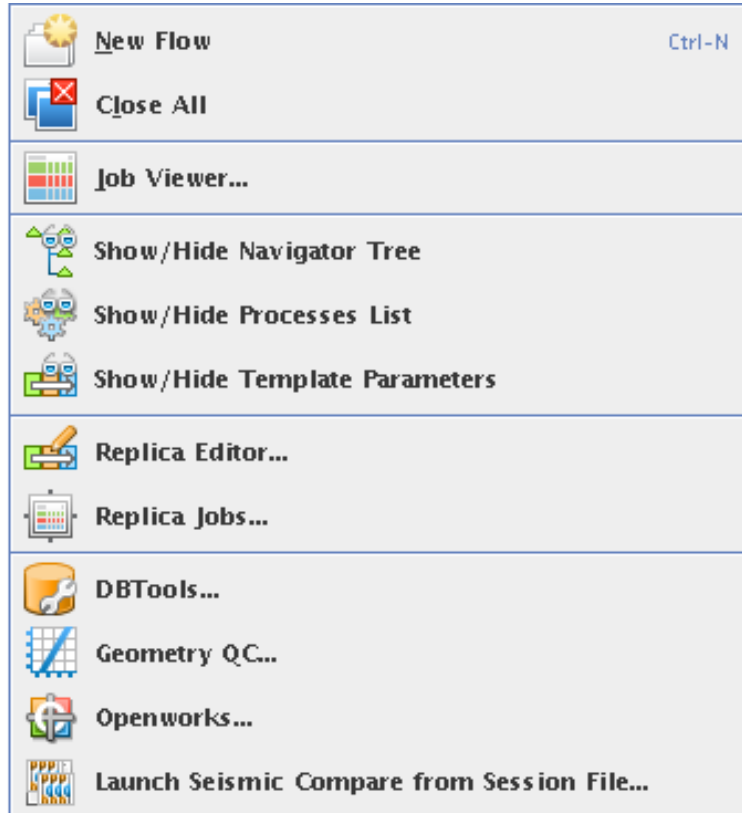 New Flow Ctrl-N
Close All
Job Viewer...
Show/Hide Navigator Tree
Show/Hide Processes List
Show/Hide Template Parameters
Replica Editor...
Replica Jobs...
DBTools...
Geometry QC...
Openworks...
Launch Seismic Compare from Session File...